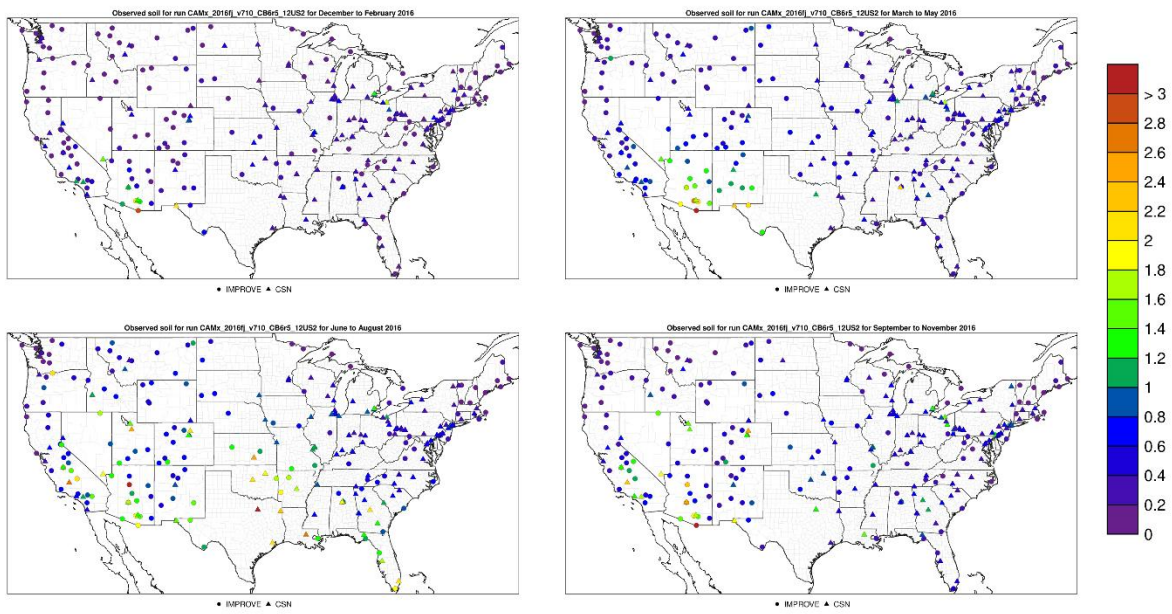 Observed soil for run CAMx_2016fj_v710_CB6r5_12US2 for December to February 2016
● IMPROVE ▲ CSN
Observed soil for run CAMx_2016fj_v710_CB6r5_12US2 for March to May 2016
● IMPROVE ▲ CSN
> 3
2.8
2.6
2.4
2.2
2
1.8
1.6
1.4
1.2
1
0.8
0.6
0.4
0.2
0
Observed soil for run CAMx_2016fj_v710_CB6r5_12US2 for June to August 2016
● IMPROVE ▲ CSN
Observed soil for run CAMx_2016fj_v710_CB6r5_12US2 for September to November 2016
● IMPROVE ▲ CSN